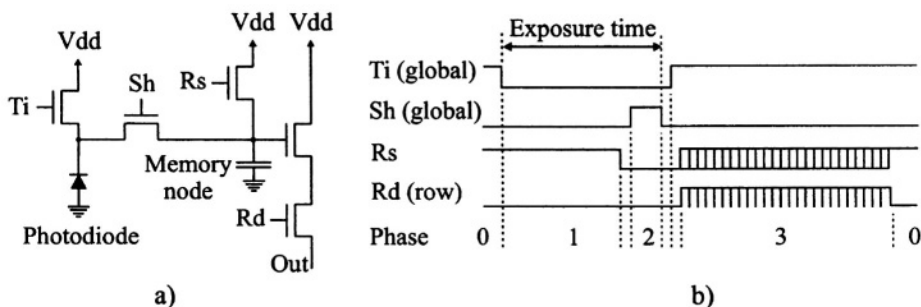 Vdd Vdd
Vdd
Sh
Rs
Ti
Memory
node
Rd
Photodiode
Out
a)
Exposure time
Ti (global)
Sh (global)
Rs
Rd (row)
Phase 0 1 2 3 0
b)